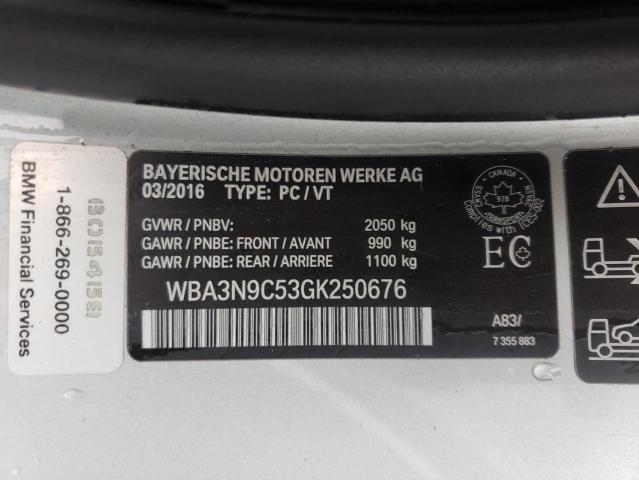 BMW Financial Services
1-866-269-0000
BAYERISCHE MOTOREN WERKE AG
03/2016 TYPE: PC / VT
GVWR / PNBV: 2050 kg
GAWR / PNBE: FRONT / AVANT 990 kg
GAWR / PNBE: REAR / ARRIERE 1100 kg
WBA3N9C53GK250676
CANADA
978
TRANSPORT
Complies with ICES-002
EC
A83/
7 355 883